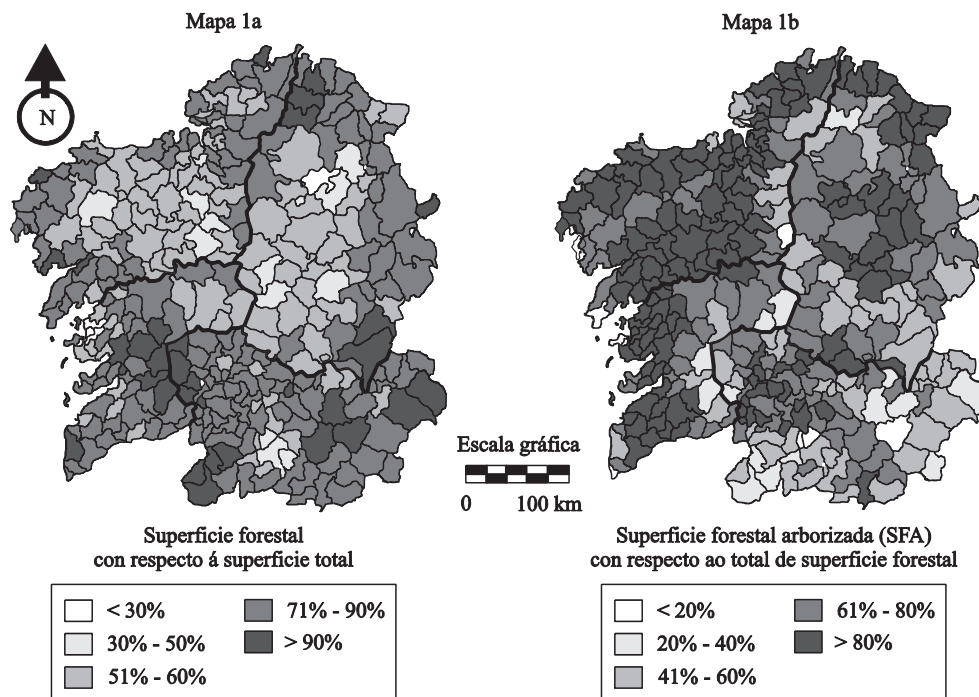 Mapa 1a
Mapa 1b
N
Escala gráfica
0 100 km
Superficie forestal
con respecto á superficie total
< 30%
30% - 50%
51% - 60%
71% - 90%
> 90%
Superficie forestal arborizada (SFA)
con respecto ao total de superficie forestal
< 20%
20% - 40%
41% - 60%
61% - 80%
> 80%